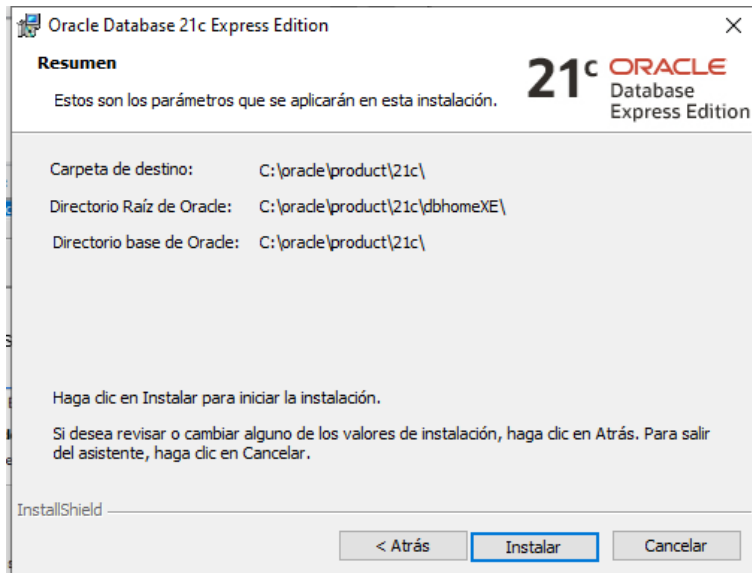 Oracle Database 21c Express Edition
Resumen
Estos son los parámetros que se aplicarán en esta instalación.
21c ORACLE
Database
Express Edition
Carpeta de destino: C:\oracle\product\21c\
Directorio Raíz de Oracle: C:\oracle\product\21c\dbhomeXE\
Directorio base de Oracle: C:\oracle\product\21c\
Haga clic en Instalar para iniciar la instalación.
Si desea revisar o cambiar alguno de los valores de instalación, haga clic en Atrás. Para salir
del asistente, haga clic en Cancelar.
InstallShield
< Atrás Instalar Cancelar